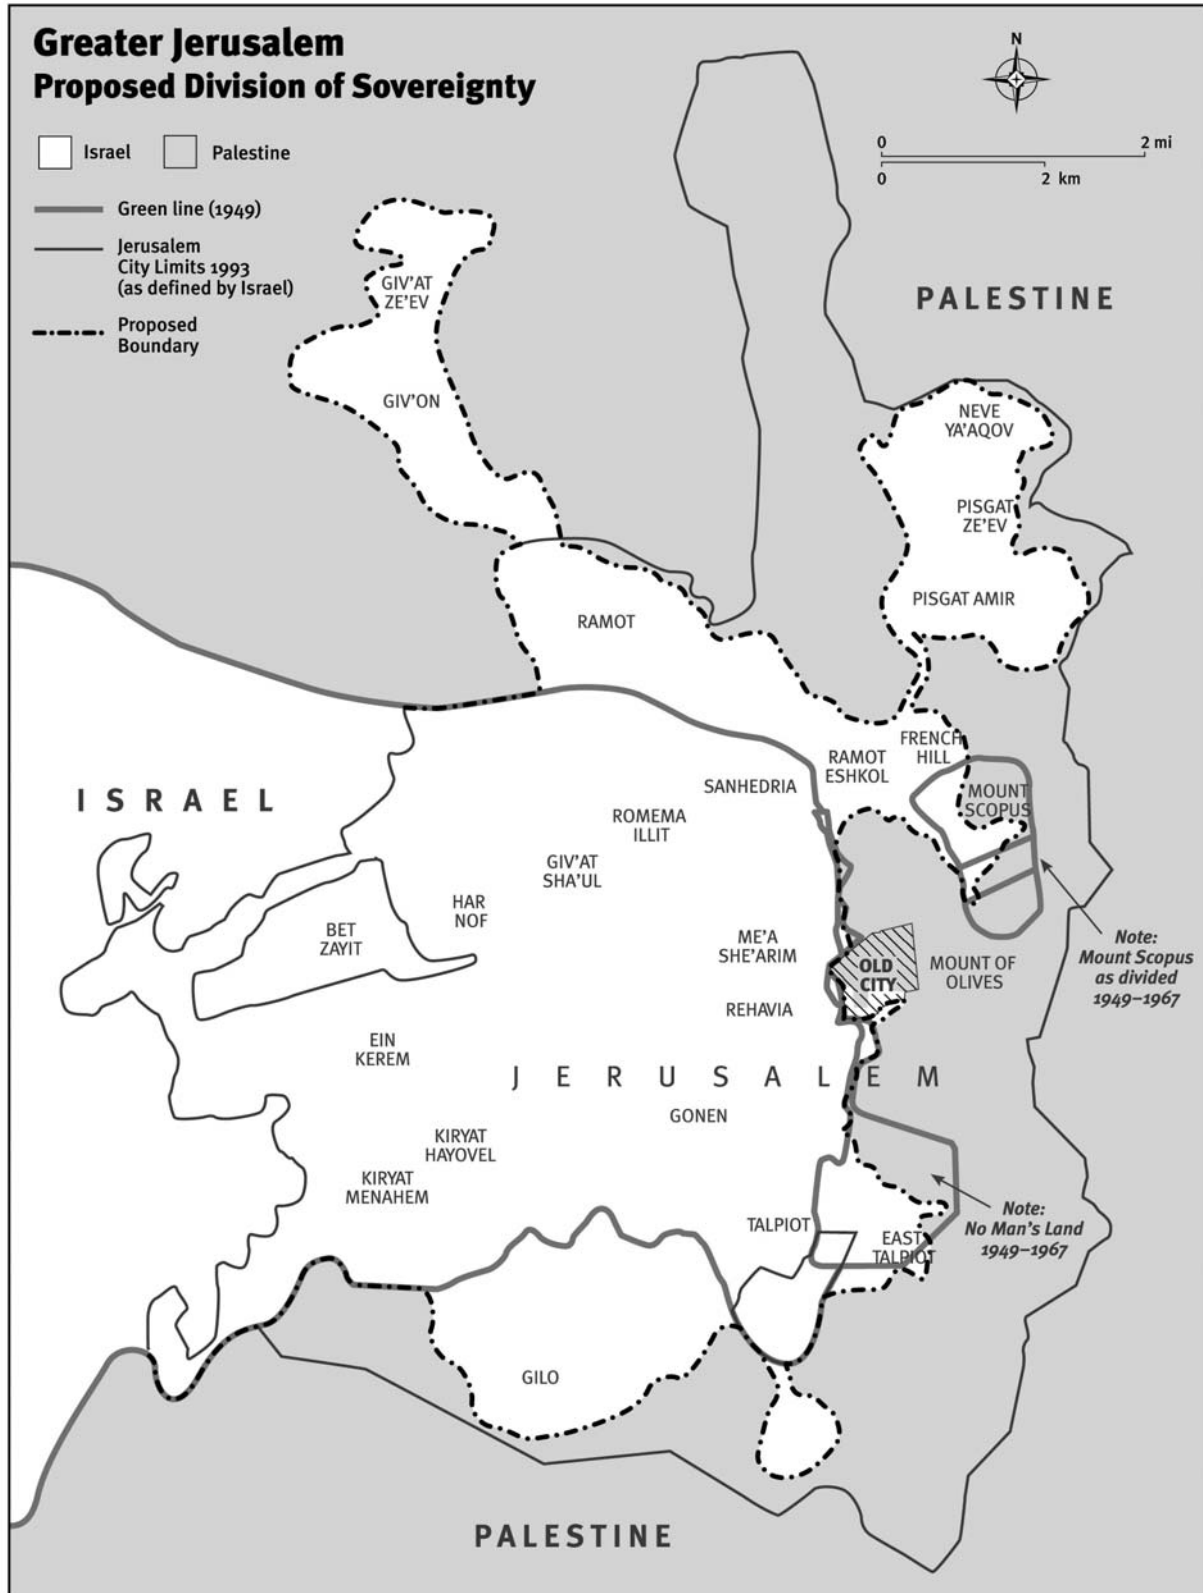 Greater Jerusalem
Proposed Division of Sovereignty
Israel
Palestine
Green line (1949)
Jerusalem
City Limits 1993
(as defined by Israel)
Proposed
Boundary
N
0
2 mi
0
2 km
GIV'AT
ZE'EV
PALESTINE
GIV'ON
NEVE
YA'AQOV
PISGAT
ZE'EV
PISGAT AMIR
RAMOT
FRENCH
HILL
RAMOT
ESHKOL
ISRAEL
SANHEDRIA
MOUNT
SCOPUS
ROMEMA
ILLIT
GIV'AT
SHA'UL
HAR
NOF
BET
ZAYIT
ME'A
SHE'ARIM
OLD
CITY
MOUNT OF
OLIVES
Note:
Mount Scopus
as divided
1949–1967
REHAVIA
EIN
KEREM
JERUSALEM
GONEN
KIRYAT
HAYOVEL
KIRYAT
MENAHEM
TALPIOT
EAST
TALPIOT
Note:
No Man's Land
1949–1967
GILO
PALESTINE